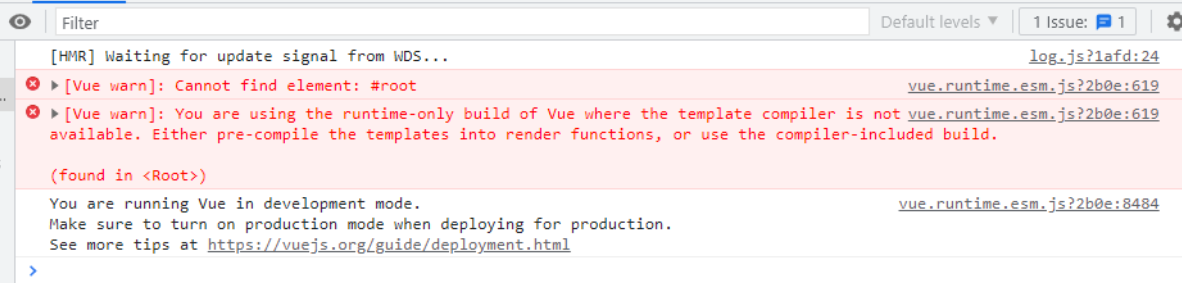 Filter
Default levels ▼
1 Issue: 1
[HMR] Waiting for update signal from WDS... log.js?1afd:24
[Vue warn]: Cannot find element: #root vue.runtime.esm.js?2b0e:619
[Vue warn]: You are using the runtime-only build of Vue where the template compiler is not vue.runtime.esm.js?2b0e:619
available. Either pre-compile the templates into render functions, or use the compiler-included build.
(found in <Root>)
You are running Vue in development mode. vue.runtime.esm.js?2b0e:8484
Make sure to turn on production mode when deploying for production.
See more tips at https://vuejs.org/guide/deployment.html